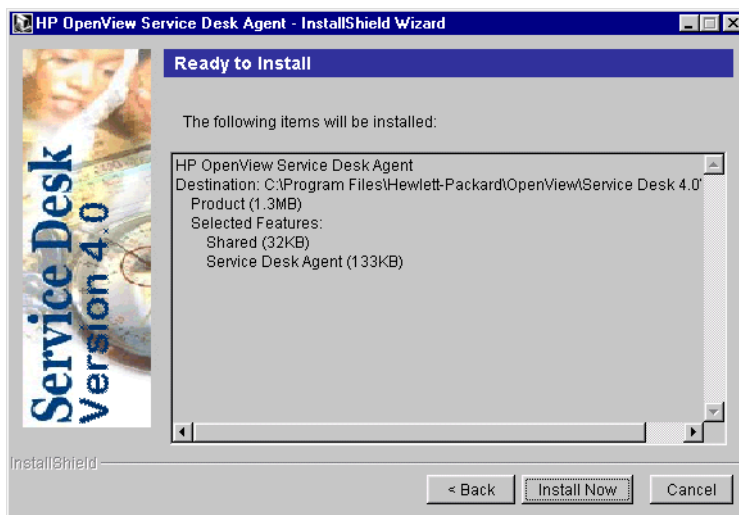 HP OpenView Service Desk Agent - InstallShield Wizard
Ready to Install
Service Desk
Version 4.0
The following items will be installed:
HP OpenView Service Desk Agent
Destination: C:\Program Files\Hewlett-Packard\OpenView\Service Desk 4.0\
Product (1.3MB)
Selected Features:
Shared (32KB)
Service Desk Agent (133KB)
InstallShield
< Back
Install Now
Cancel